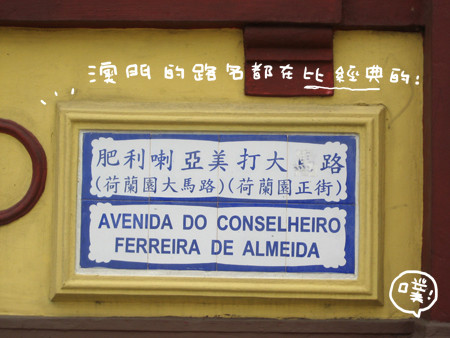 澳門的路名都在比經典的：
肥利喇亞美打大馬路
(荷蘭園大馬路)(荷蘭園正街)
AVENIDA DO CONSELHEIRO
FERREIRA DE ALMEIDA
噗!